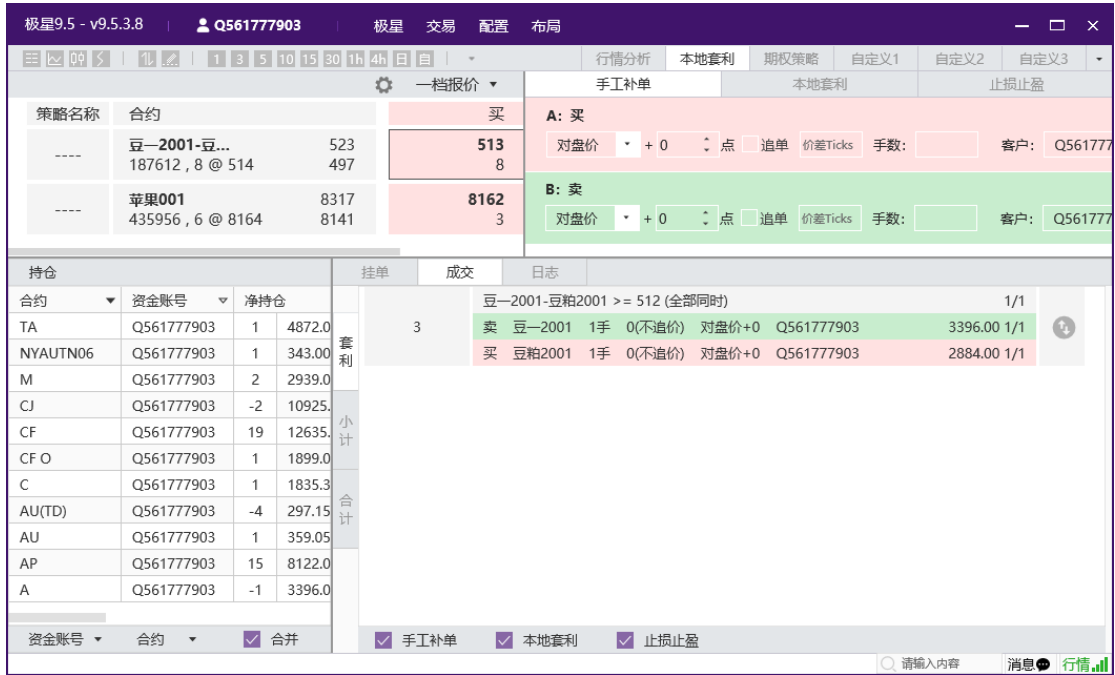 极星9.5 - v9.5.3.8 Q561777903 极星 交易 配置 布局
1 3 5 10 15 30 1h 4h 日 自 行情分析 本地套利 期权策略 自定义1 自定义2 自定义3
一档报价 手工补单 本地套利 止损止盈
策略名称 合约 买
---- 豆一2001-豆... 523 513
187612 , 8 @ 514 497 8
---- 苹果001 8317 8162
435956 , 6 @ 8164 8141 3
A: 买
对盘价 + 0 点 追单 价差Ticks 手数: 客户: Q561777
B: 卖
对盘价 + 0 点 追单 价差Ticks 手数: 客户: Q561777
持仓
合约 资金账号 净持仓
TA Q561777903 1 4872.0
NYAUTN06 Q561777903 1 343.00
M Q561777903 2 2939.0
CJ Q561777903 -2 10925.
CF Q561777903 19 12635.
CF O Q561777903 1 1899.0
C Q561777903 1 1835.3
AU(TD) Q561777903 -4 297.15
AU Q561777903 1 359.05
AP Q561777903 15 8122.0
A Q561777903 -1 3396.0
资金账号 合约 合并
挂单 成交 日志
套利
小计
合计
豆一2001-豆粕2001 >= 512 (全部同时) 1/1
3 卖 豆一2001 1手 0(不追价) 对盘价+0 Q561777903 3396.00 1/1
买 豆粕2001 1手 0(不追价) 对盘价+0 Q561777903 2884.00 1/1
手工补单 本地套利 止损止盈
请输入内容 消息 行情